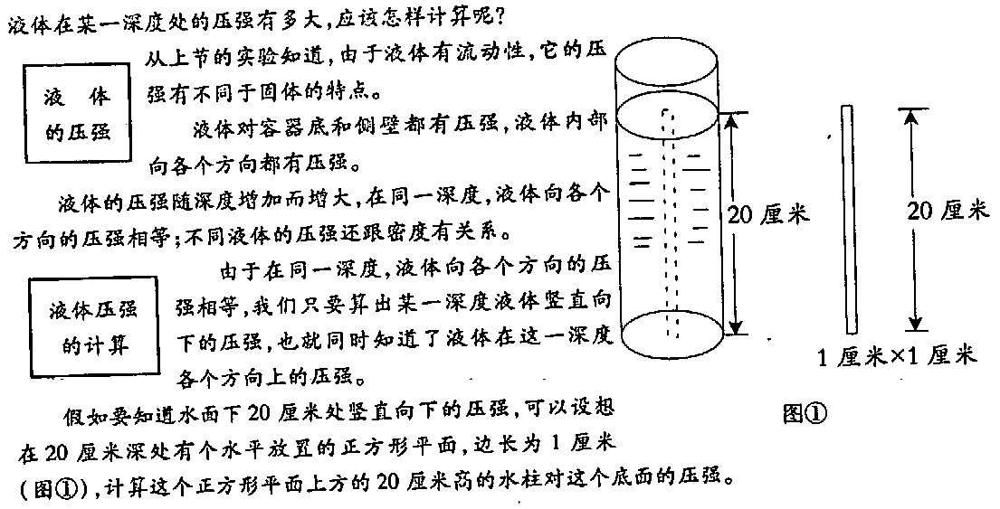 液体在某一深度处的压强有多大,应该怎样计算呢?
液 体
的压强
从上节的实验知道,由于液体有流动性,它的压
强有不同于固体的特点。
液体对容器底和侧壁都有压强,液体内部
向各个方向都有压强。
液体的压强随深度增加而增大,在同一深度,液体向各个
方向的压强相等;不同液体的压强还跟密度有关系。
液体压强
的计算
由于在同一深度,液体向各个方向的压
强相等,我们只要算出某一深度液体竖直向
下的压强,也就同时知道了液体在这一深度
各个方向上的压强。
假如要知道水面下20厘米处竖直向下的压强,可以设想
在20厘米深处有个水平放置的正方形平面,边长为1厘米
(图①),计算这个正方形平面上方的20厘米高的水柱对这个底面的压强。
20厘米
20厘米
1厘米×1厘米
图①